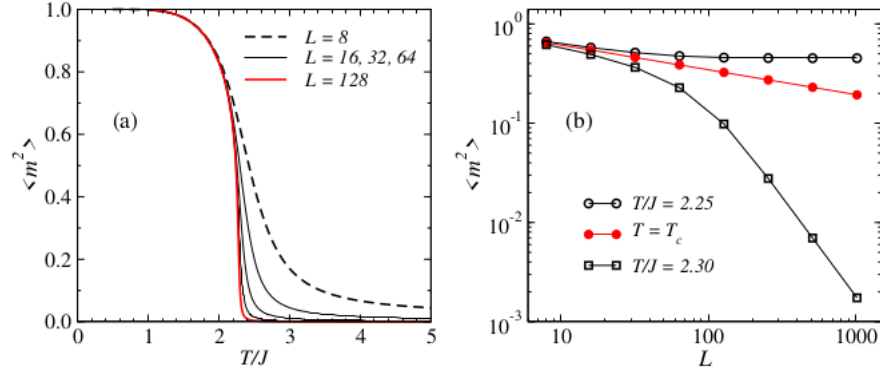 1.0
0.8
0.6
0.4
0.2
0.0
<m²>
0
1
2
3
4
5
T/J
(a)
L = 8
L = 16, 32, 64
L = 128
10⁰
10⁻¹
10⁻²
10⁻³
<m²>
10
100
1000
L
(b)
T/J = 2.25
T = T_c
T/J = 2.30